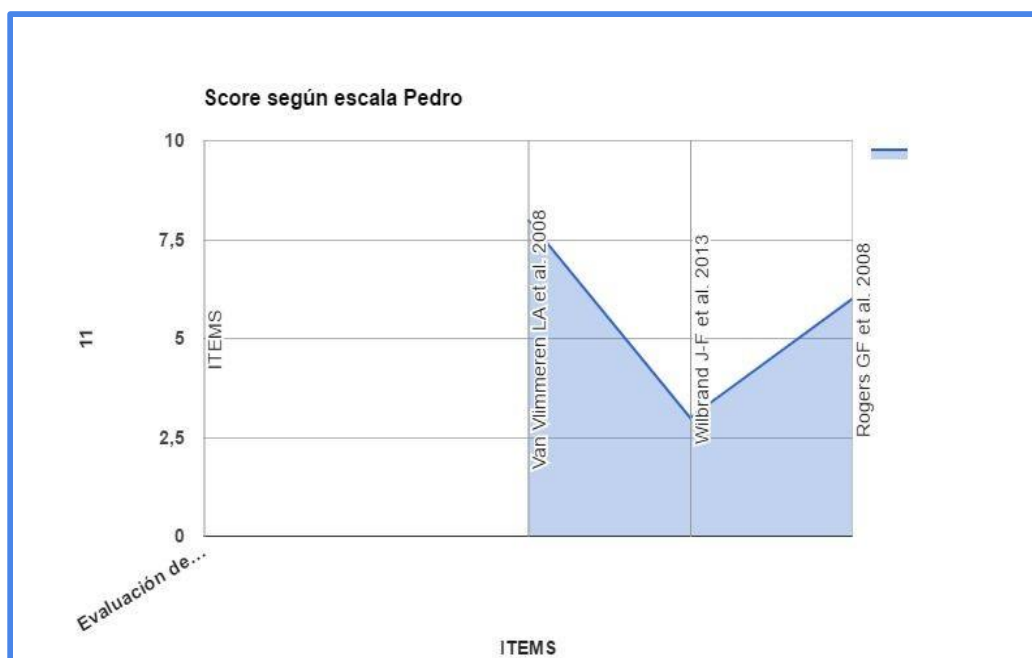 Score según escala Pedro
10
7,5
5
2,5
0
11
ITEMS
Van Vlimmeren LA et al. 2008
Wilbrand J-F et al. 2013
Rogers GF et al. 2008
Evaluación de...
ITEMS